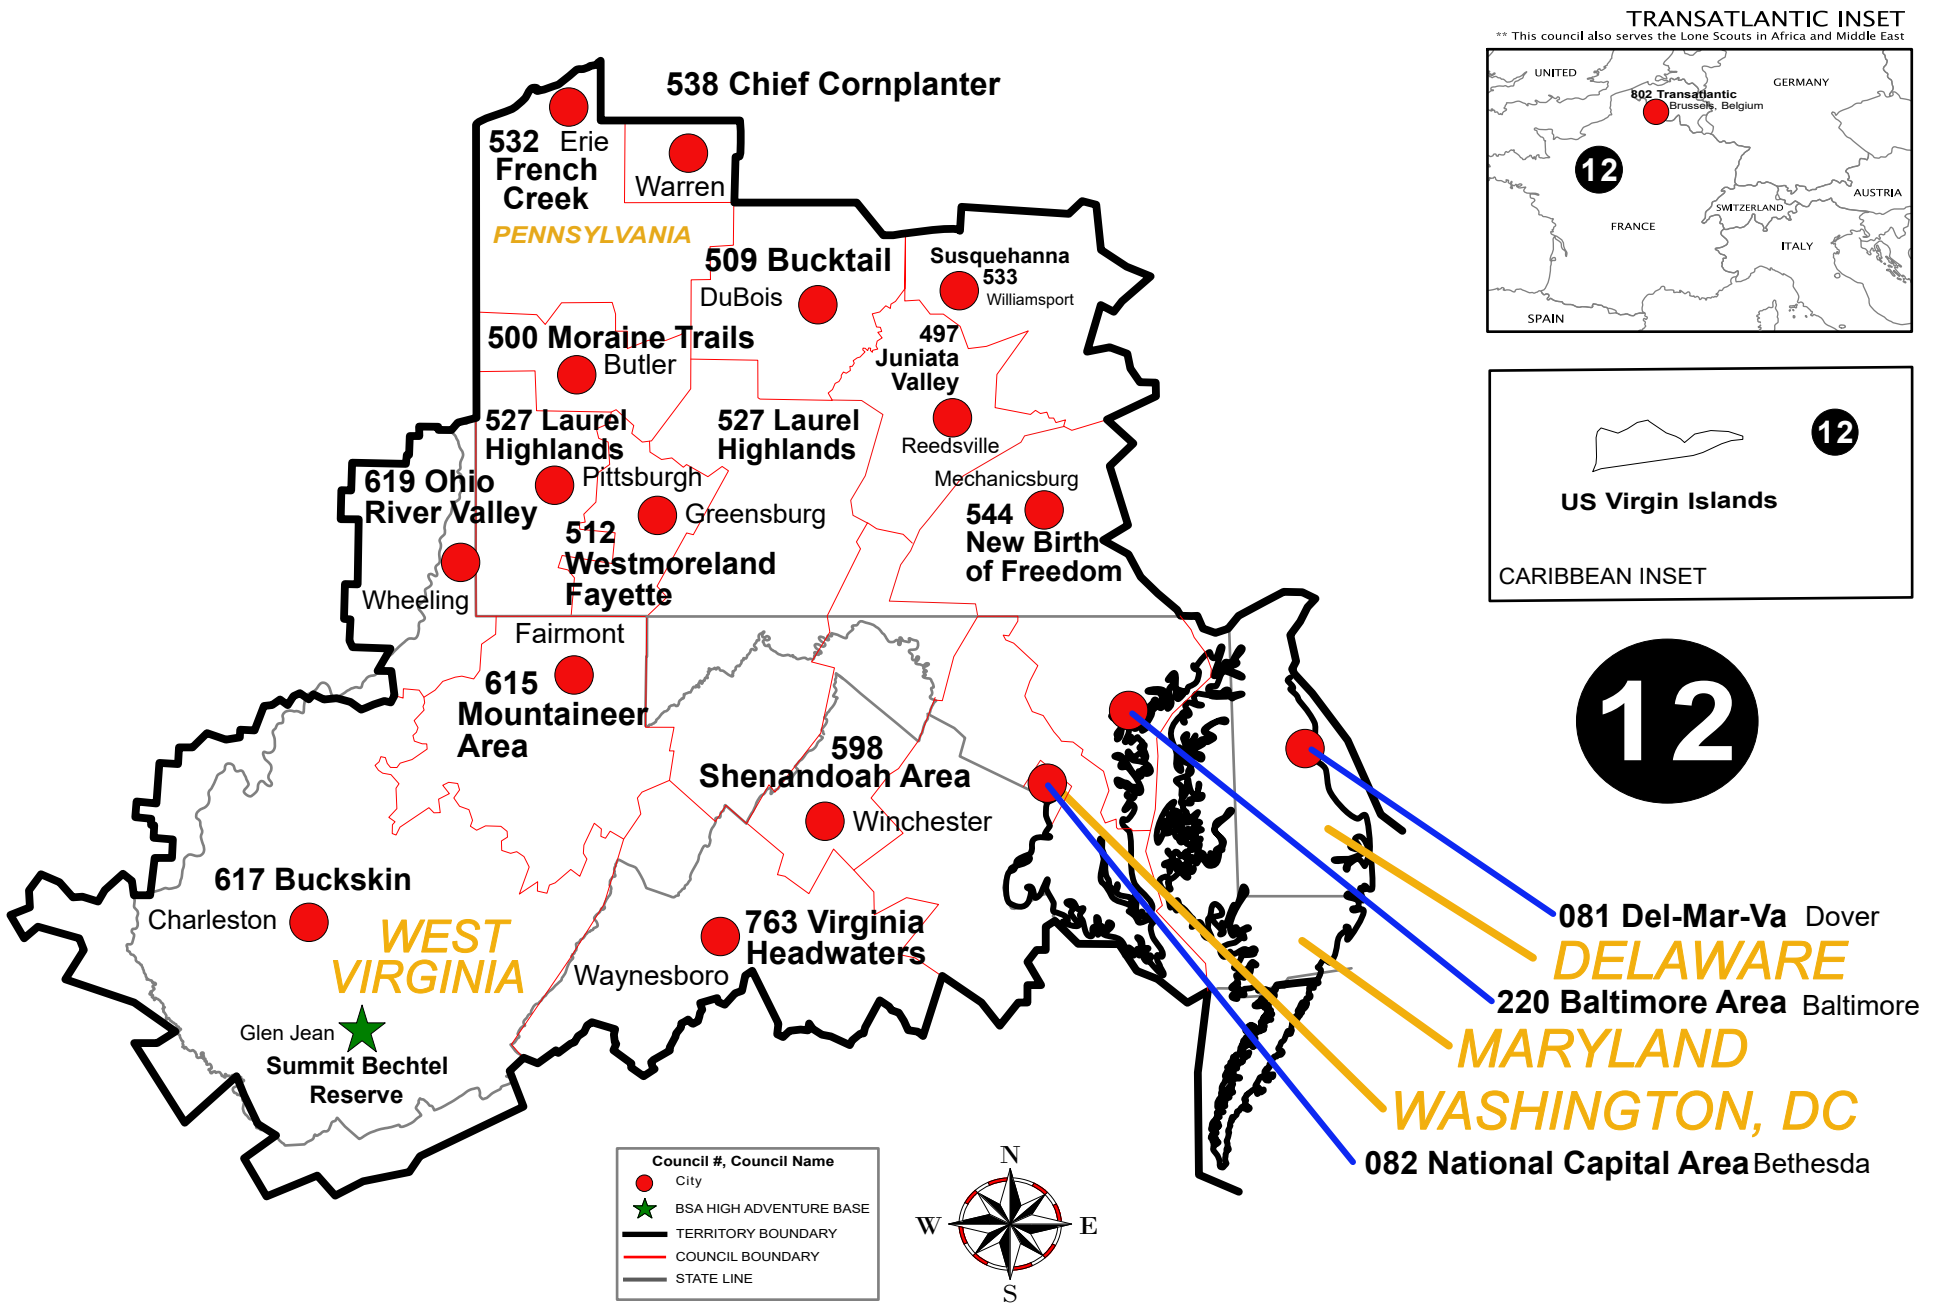 TRANSATLANTIC INSET
** This council also serves the Lone Scouts in Africa and Middle East
UNITED
GERMANY
802 Transatlantic
Brussels, Belgium
12
AUSTRIA
SWITZERLAND
FRANCE
ITALY
SPAIN
12
US Virgin Islands
CARIBBEAN INSET
12
538 Chief Cornplanter
532 Erie
French
Creek
Warren
PENNSYLVANIA
509 Bucktail
DuBois
Susquehanna
533
Williamsport
500 Moraine Trails
Butler
497
Juniata
Valley
Reedsville
527 Laurel
Highlands
Pittsburgh
527 Laurel
Highlands
619 Ohio
River Valley
Wheeling
Greensburg
512
Westmoreland
Fayette
Mechanicsburg
544
New Birth
of Freedom
Fairmont
615
Mountaineer
Area
598
Shenandoah Area
Winchester
617 Buckskin
Charleston
WEST
VIRGINIA
763 Virginia
Headwaters
Waynesboro
Glen Jean
Summit Bechtel
Reserve
081 Del-Mar-Va Dover
DELAWARE
220 Baltimore Area Baltimore
MARYLAND
WASHINGTON, DC
082 National Capital Area Bethesda
Council #, Council Name
City
BSA HIGH ADVENTURE BASE
TERRITORY BOUNDARY
COUNCIL BOUNDARY
STATE LINE
N
W
E
S